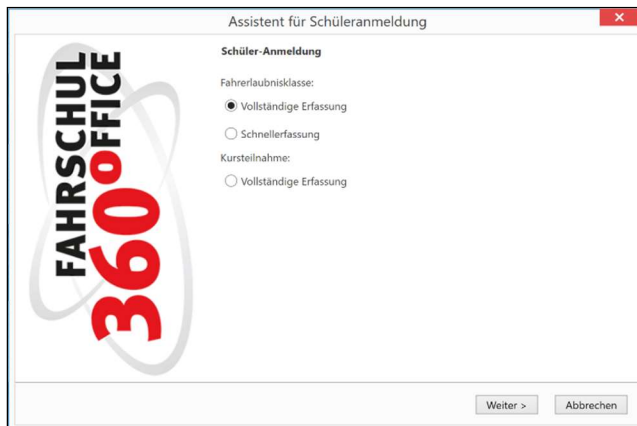 Assistent für Schüleranmeldung
FAHRSCHUL
360°OFFICE
Schüler-Anmeldung
Fahrerlaubnisklasse:
Vollständige Erfassung
Schnellerfassung
Kursteilnahme:
Vollständige Erfassung
Weiter >
Abbrechen